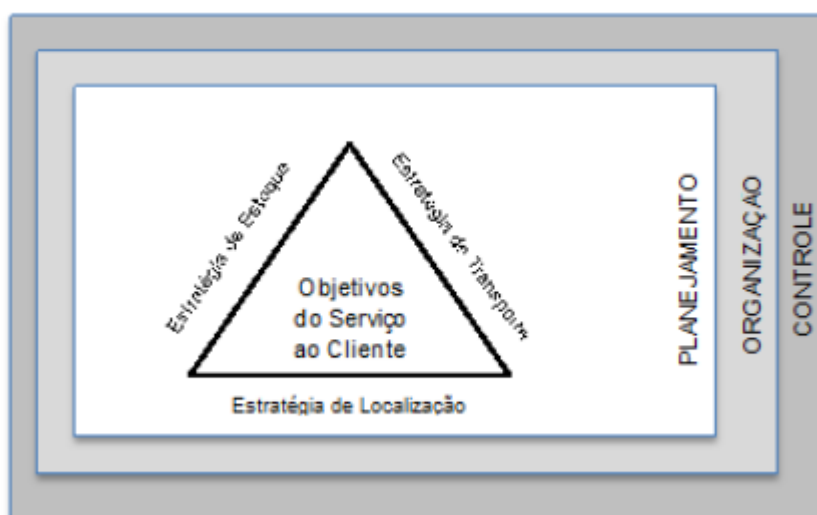 Estratégia de Estoque
Estratégia de Transporte
Objetivos
do Serviço
ao Cliente
Estratégia de Localização
PLANEJAMENTO
ORGANIZAÇÃO
CONTROLE